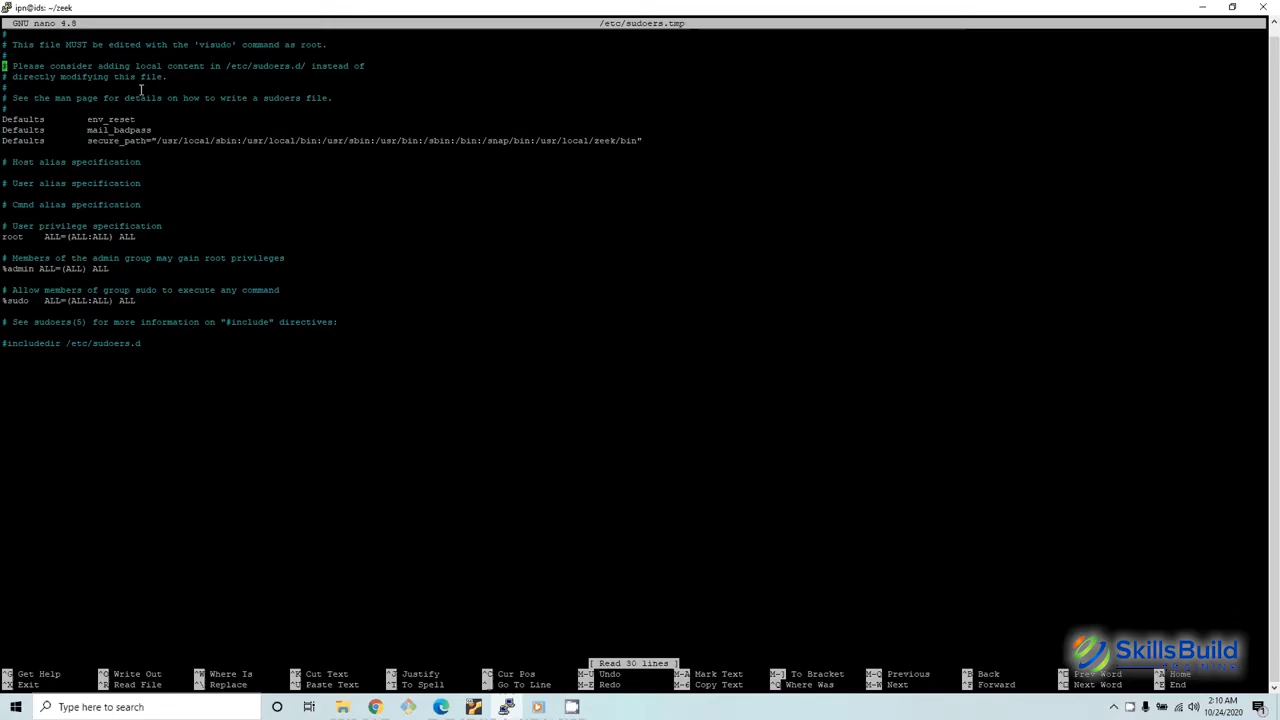 ipn@ids: ~/zeek
GNU nano 4.8 /etc/sudoers.tmp
#
# This file MUST be edited with the 'visudo' command as root.
#
# Please consider adding local content in /etc/sudoers.d/ instead of
# directly modifying this file.
#
# See the man page for details on how to write a sudoers file.
#
Defaults env_reset
Defaults mail_badpass
Defaults secure_path="/usr/local/sbin:/usr/local/bin:/usr/sbin:/usr/bin:/sbin:/bin:/snap/bin:/usr/local/zeek/bin"
# Host alias specification
# User alias specification
# Cmnd alias specification
# User privilege specification
root ALL=(ALL:ALL) ALL
# Members of the admin group may gain root privileges
%admin ALL=(ALL) ALL
# Allow members of group sudo to execute any command
%sudo ALL=(ALL:ALL) ALL
# See sudoers(5) for more information on "#include" directives:
#includedir /etc/sudoers.d
SkillsBuild
[ Read 30 lines ]
^G Get Help ^O Write Out ^W Where Is ^K Cut Text ^J Justify ^C Cur Pos M-U Undo M-A Mark Text M-] To Bracket M-Q Previous ^B Back Prev Word Home
^X Exit ^R Read File ^\ Replace ^U Paste Text ^T To Spell ^_ Go To Line M-E Redo M-6 Copy Text ^Q Where Was M-W Next ^F Forward Next Word ^E End
Type here to search
2:10 AM
10/24/2020